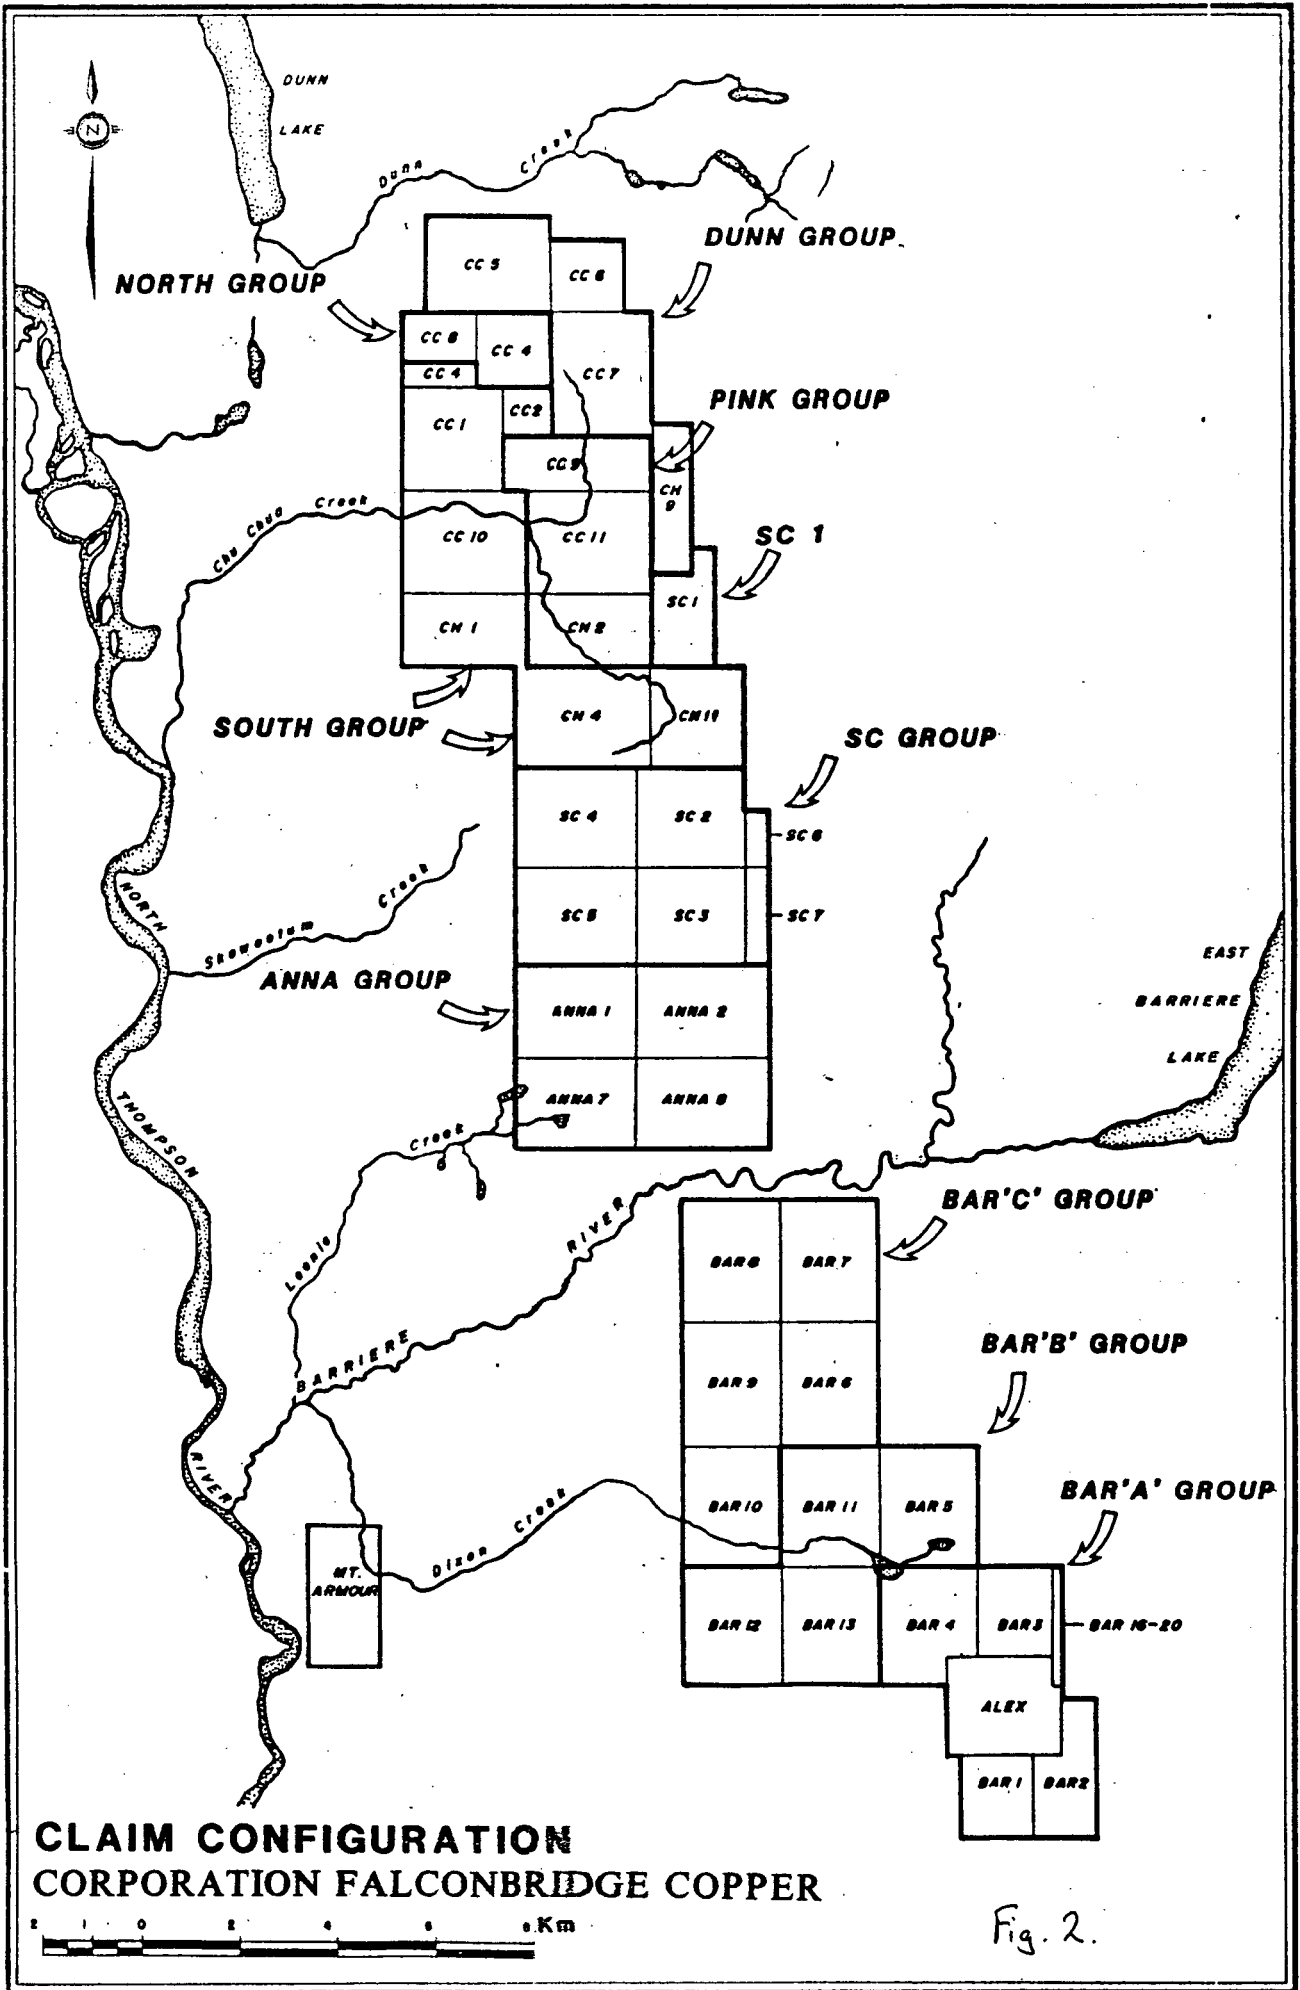 DUNN
LAKE
N
Dunn Creek
DUNN GROUP
NORTH GROUP
CC 5
CC 6
CC 8
CC 4
CC 4
CC 7
PINK GROUP
CC 1
CC2
CC 9
CH
9
Chu Chua Creek
CC 10
CC 11
SC 1
SC 1
CH 1
CH 2
SOUTH GROUP
CH 4
CH 11
SC GROUP
SC 4
SC 2
SC 6
SC 5
SC 3
SC 7
Skowootum Creek
NORTH
THOMPSON
RIVER
ANNA GROUP
ANNA 1
ANNA 2
ANNA 7
ANNA 8
EAST
BARRIERE
LAKE
Leonie Creek
BARRIERE RIVER
BAR'C' GROUP
BAR 8
BAR 7
BAR 9
BAR 6
BAR'B' GROUP
BAR 10
BAR 11
BAR 5
BAR'A' GROUP
Dixon Creek
MT.
ARMOUR
BAR 12
BAR 13
BAR 4
BAR 3
BAR 16-20
ALEX
BAR 1
BAR 2
CLAIM CONFIGURATION
CORPORATION FALCONBRIDGE COPPER
2 1 0 2 4 6 8 Km
Fig. 2.